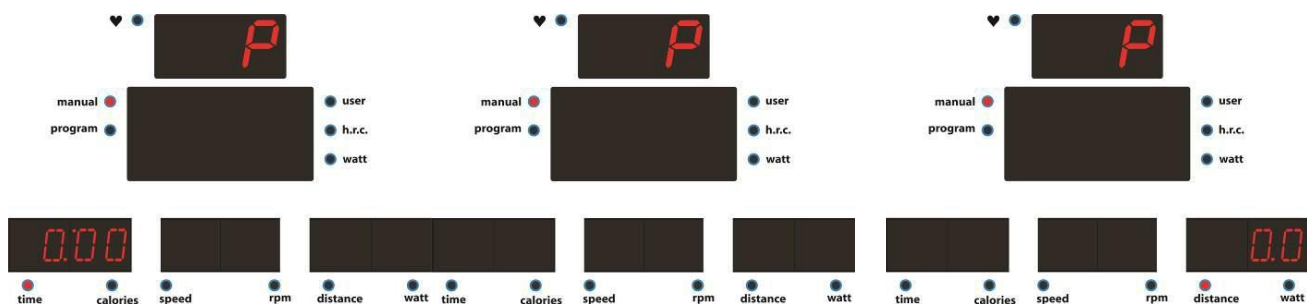 ♥ P ♥ P ♥ P
manual user manual user manual user
program h.r.c. program h.r.c. program h.r.c.
watt watt watt
0:00 0.0
time calories speed rpm distance watt time calories speed rpm distance watt time calories speed rpm distance watt